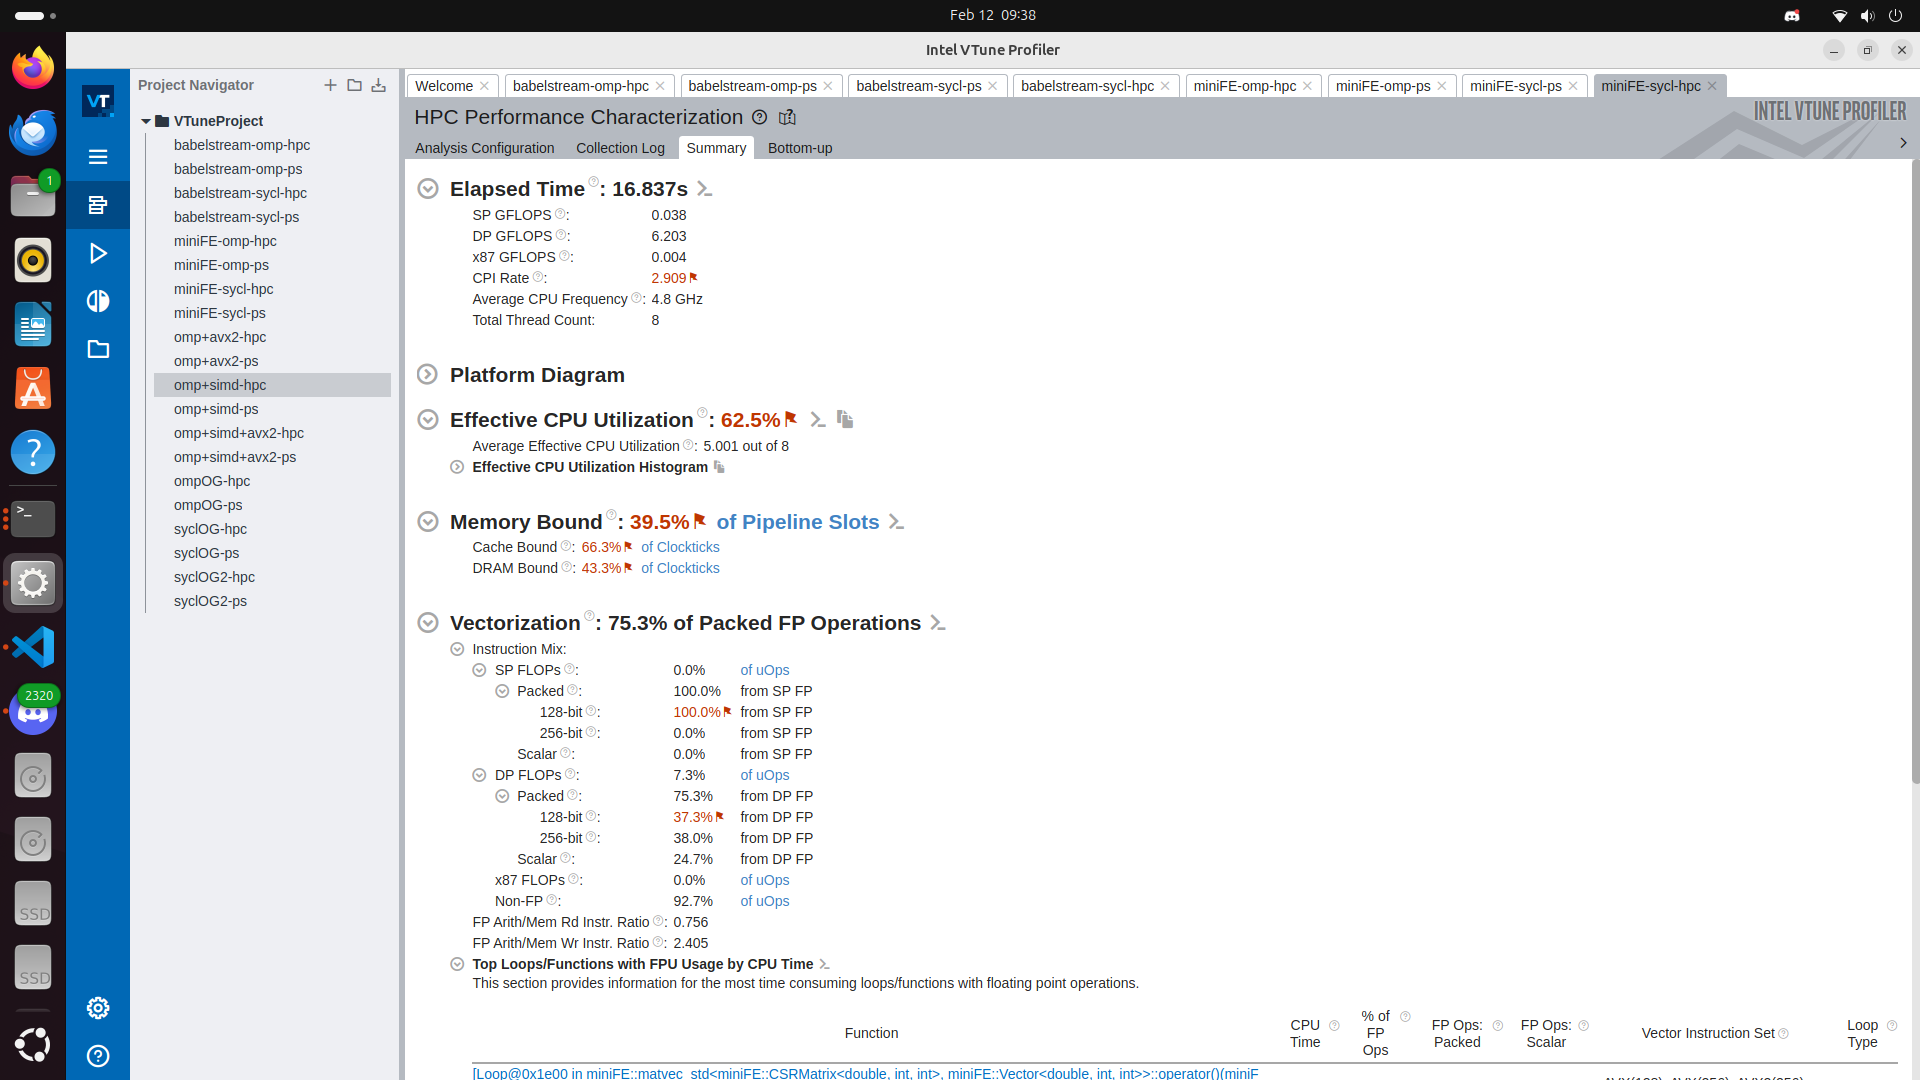 Feb 12 09:38
Intel VTune Profiler
VT
Project Navigator
VTuneProject
babelstream-omp-hpc
babelstream-omp-ps
babelstream-sycl-hpc
babelstream-sycl-ps
miniFE-omp-hpc
miniFE-omp-ps
miniFE-sycl-hpc
miniFE-sycl-ps
omp+avx2-hpc
omp+avx2-ps
omp+simd-hpc
omp+simd-ps
omp+simd+avx2-hpc
omp+simd+avx2-ps
ompOG-hpc
ompOG-ps
syclOG-hpc
syclOG-ps
syclOG2-hpc
syclOG2-ps
1
2320
SSD
SSD
Welcome babelstream-omp-hpc babelstream-omp-ps babelstream-sycl-ps babelstream-sycl-hpc miniFE-omp-hpc miniFE-omp-ps miniFE-sycl-ps miniFE-sycl-hpc
HPC Performance Characterization
INTEL VTUNE PROFILER
Analysis Configuration Collection Log Summary Bottom-up
Elapsed Time: 16.837s
SP GFLOPS: 0.038
DP GFLOPS: 6.203
x87 GFLOPS: 0.004
CPI Rate: 2.909
Average CPU Frequency: 4.8 GHz
Total Thread Count: 8
Platform Diagram
Effective CPU Utilization: 62.5%
Average Effective CPU Utilization: 5.001 out of 8
Effective CPU Utilization Histogram
Memory Bound: 39.5% of Pipeline Slots
Cache Bound: 66.3% of Clockticks
DRAM Bound: 43.3% of Clockticks
Vectorization: 75.3% of Packed FP Operations
Instruction Mix:
SP FLOPs: 0.0% of uOps
Packed: 100.0% from SP FP
128-bit: 100.0% from SP FP
256-bit: 0.0% from SP FP
Scalar: 0.0% from SP FP
DP FLOPs: 7.3% of uOps
Packed: 75.3% from DP FP
128-bit: 37.3% from DP FP
256-bit: 38.0% from DP FP
Scalar: 24.7% from DP FP
x87 FLOPs: 0.0% of uOps
Non-FP: 92.7% of uOps
FP Arith/Mem Rd Instr. Ratio: 0.756
FP Arith/Mem Wr Instr. Ratio: 2.405
Top Loops/Functions with FPU Usage by CPU Time
This section provides information for the most time consuming loops/functions with floating point operations.
Function CPU Time % of FP Ops FP Ops: Packed FP Ops: Scalar Vector Instruction Set Loop Type
[Loop@0x1e00 in miniFE::matvec_std<miniFE::CSRMatrix<double, int, int>, miniFE::Vector<double, int, int>>::operator()(miniF